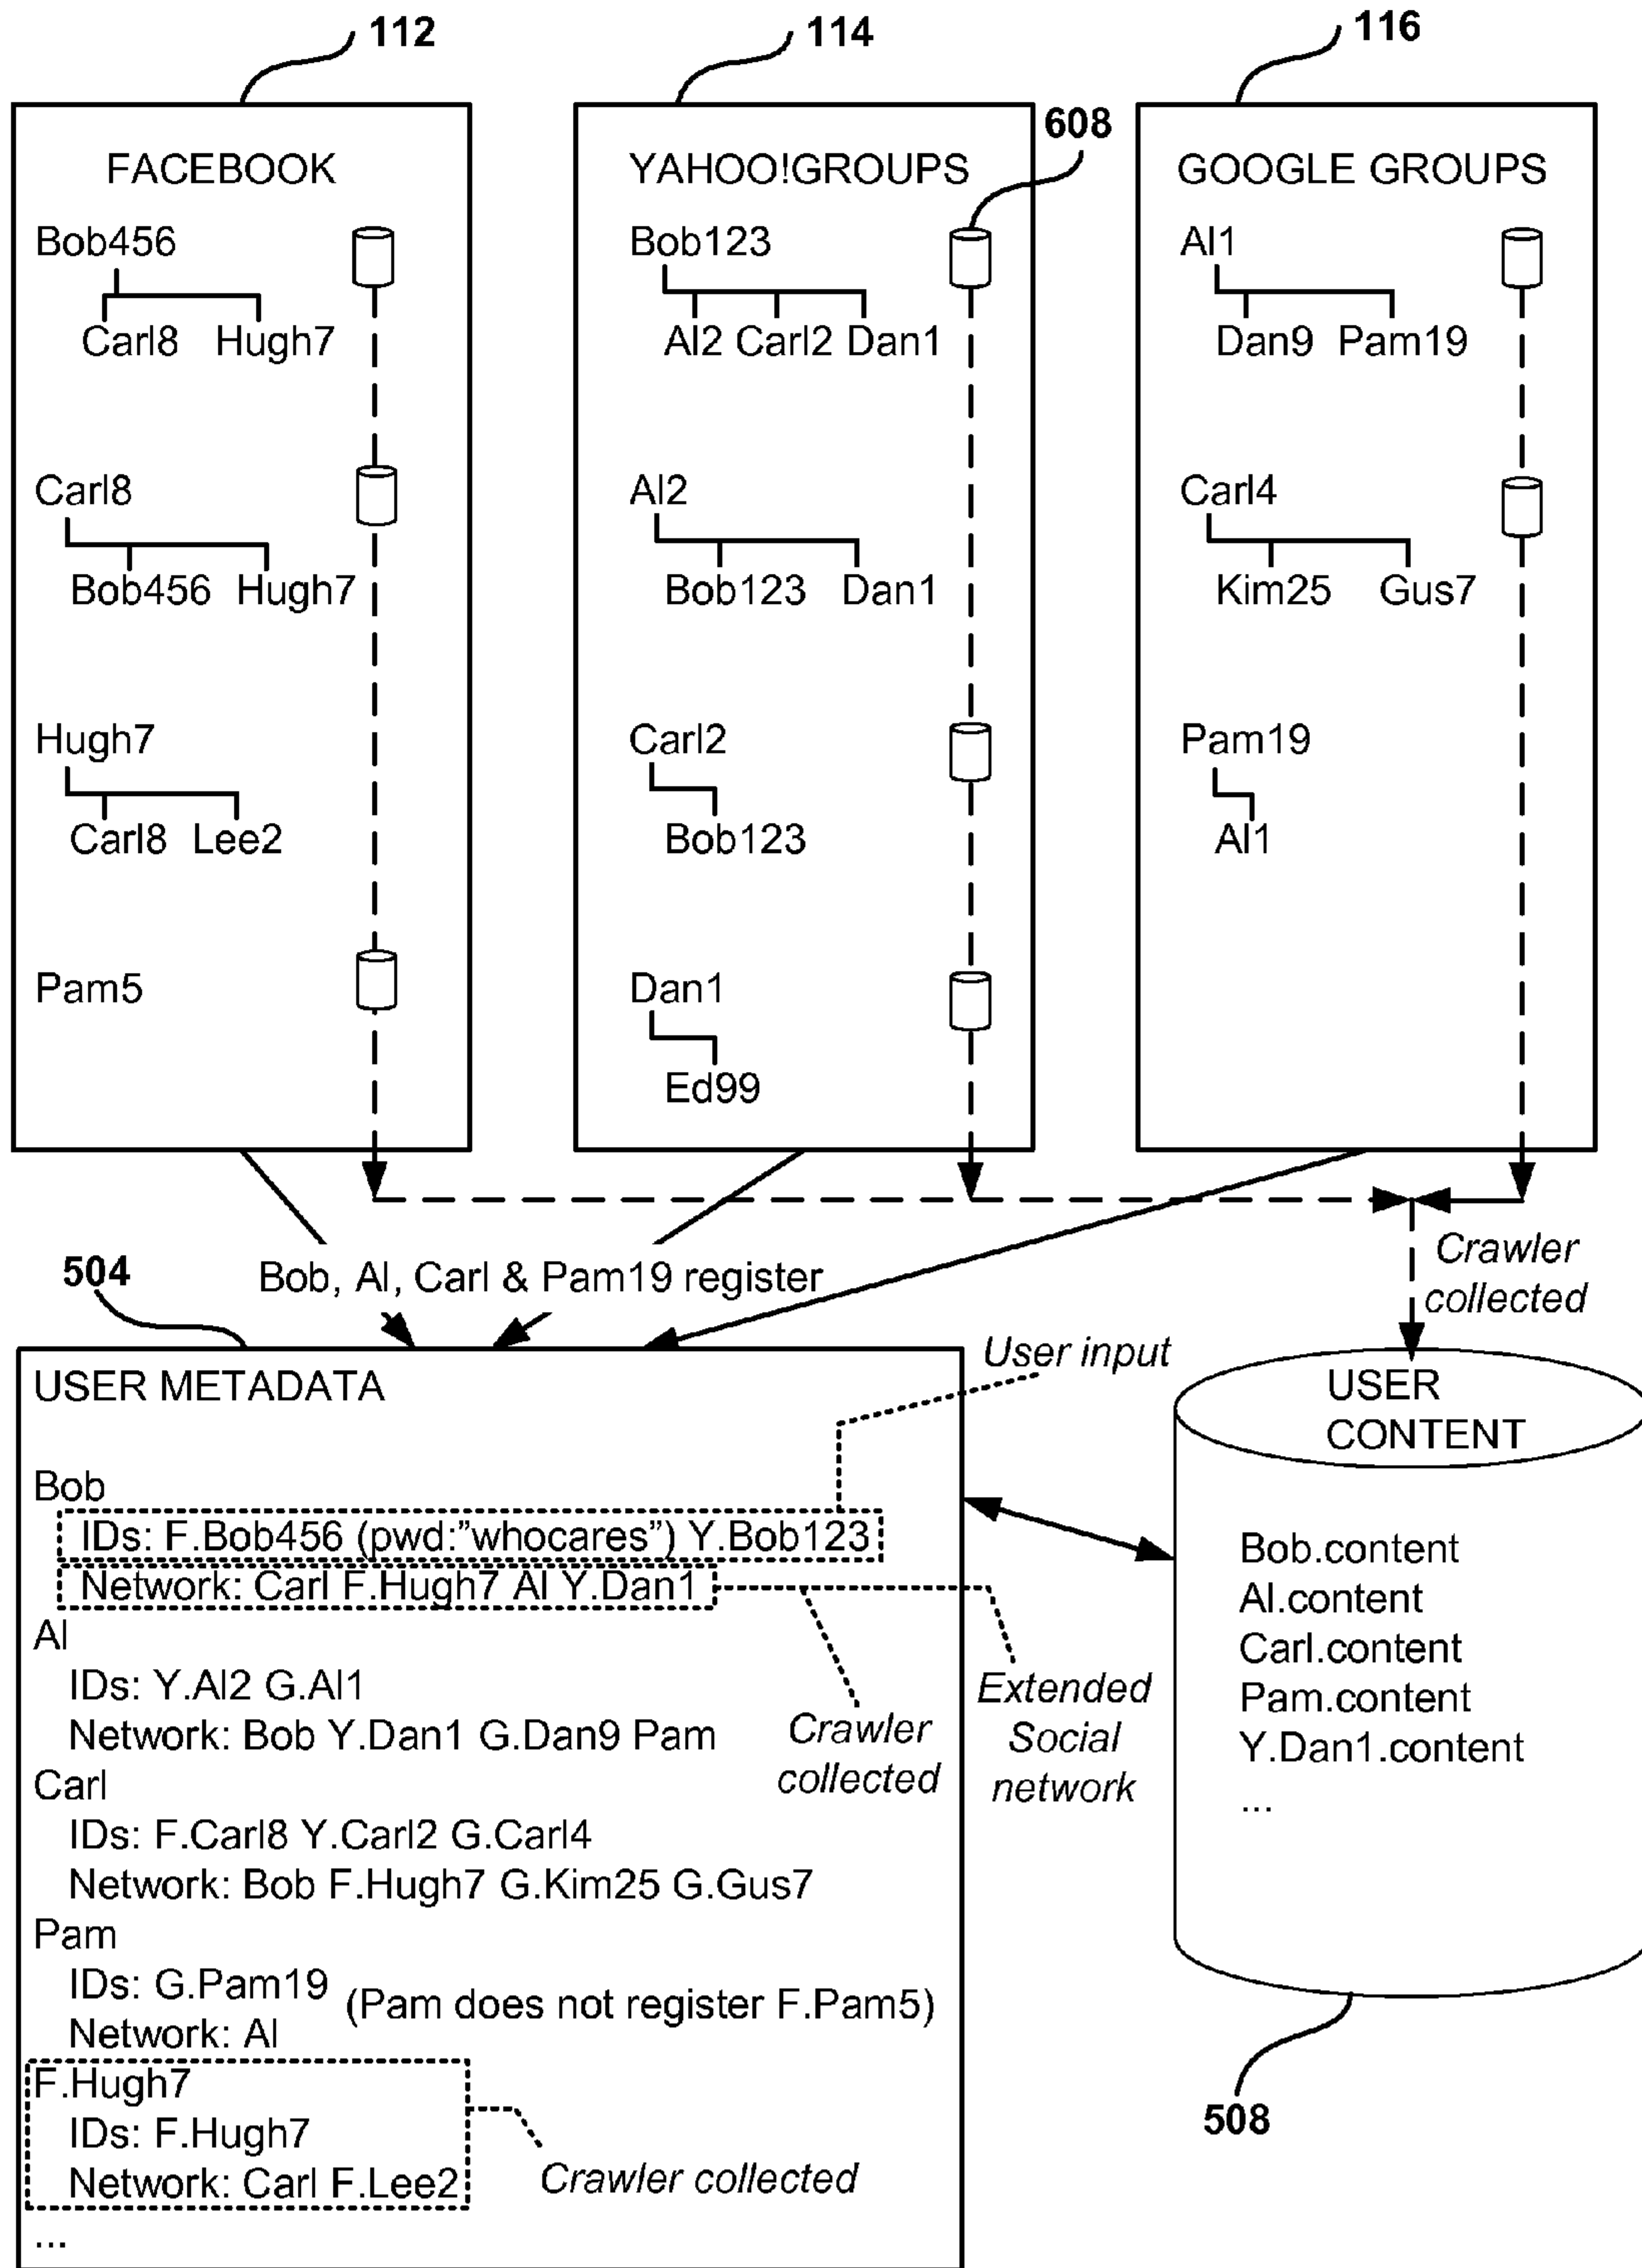 112
114
116
608
FACEBOOK
Bob456
Carl8 Hugh7
Carl8
Bob456 Hugh7
Hugh7
Carl8 Lee2
Pam5
YAHOO!GROUPS
Bob123
Al2 Carl2 Dan1
Al2
Bob123 Dan1
Carl2
Bob123
Dan1
Ed99
GOOGLE GROUPS
Al1
Dan9 Pam19
Carl4
Kim25 Gus7
Pam19
Al1
504
Bob, Al, Carl & Pam19 register
Crawler
collected
User input
USER METADATA
Bob
IDs: F.Bob456 (pwd:”whocares”) Y.Bob123
Network: Carl F.Hugh7 Al Y.Dan1
Al
IDs: Y.Al2 G.Al1
Network: Bob Y.Dan1 G.Dan9 Pam
Carl
IDs: F.Carl8 Y.Carl2 G.Carl4
Network: Bob F.Hugh7 G.Kim25 G.Gus7
Pam
IDs: G.Pam19
(Pam does not register F.Pam5)
Network: Al
F.Hugh7
IDs: F.Hugh7
Network: Carl F.Lee2
...
Crawler
collected
Extended
Social
network
Crawler collected
USER
CONTENT
Bob.content
Al.content
Carl.content
Pam.content
Y.Dan1.content
...
508